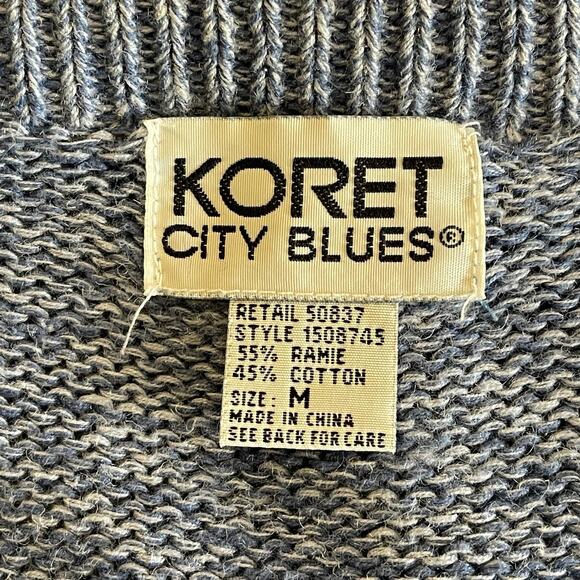 KORET
CITY BLUES®
RETAIL 50837
STYLE 1508745
55% RAMIE
45% COTTON
SIZE: M
MADE IN CHINA
SEE BACK FOR CARE